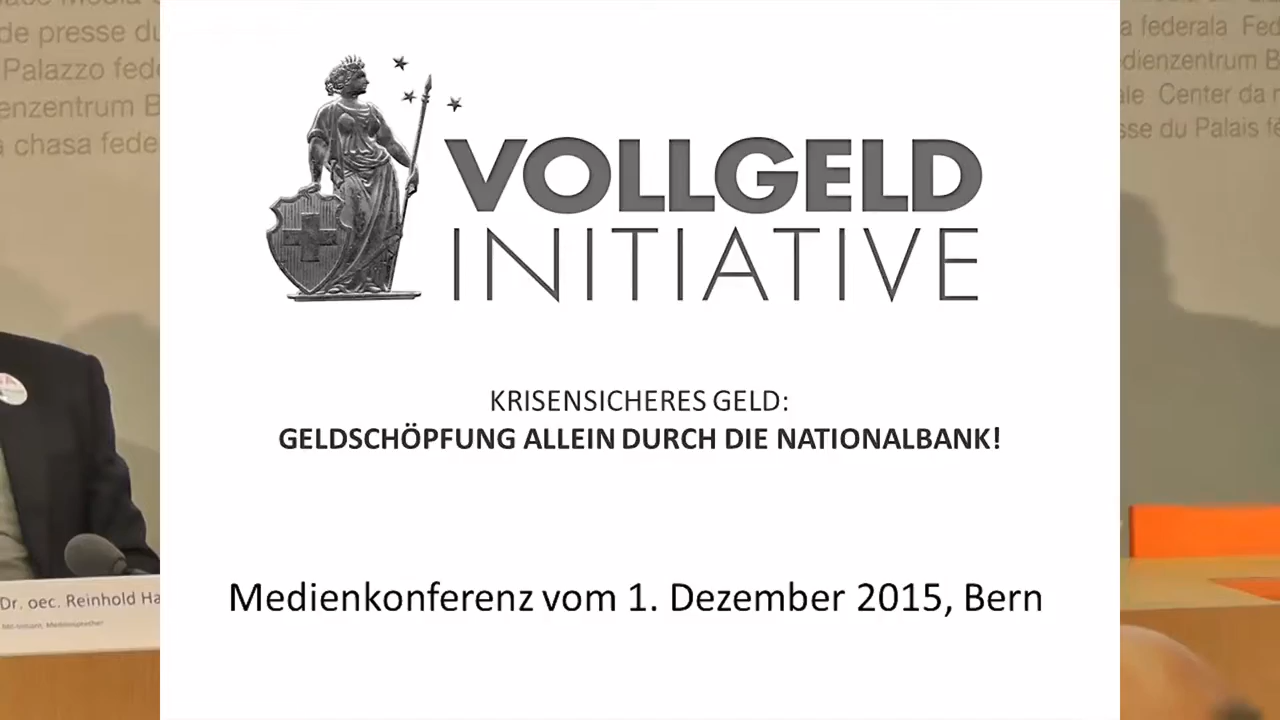 de presse du
Palazzo fede
enzentrum B
a chasa fede
a federala Fed
dienzentrum B
ale Center da m
sse du Palais fé
VOLLGELD
INITIATIVE
KRISENSICHERES GELD:
GELDSCHÖPFUNG ALLEIN DURCH DIE NATIONALBANK!
Medienkonferenz vom 1. Dezember 2015, Bern
Dr. oec. Reinhold Ha